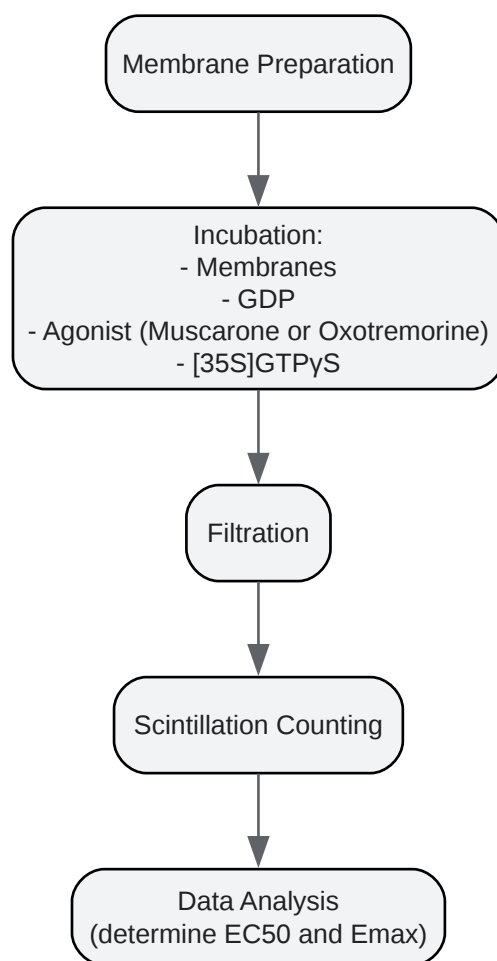 Membrane Preparation
Incubation:
- Membranes
- GDP
- Agonist (Muscarone or Oxotremorine)
- [35S]GTPγS
Filtration
Scintillation Counting
Data Analysis
(determine EC50 and Emax)